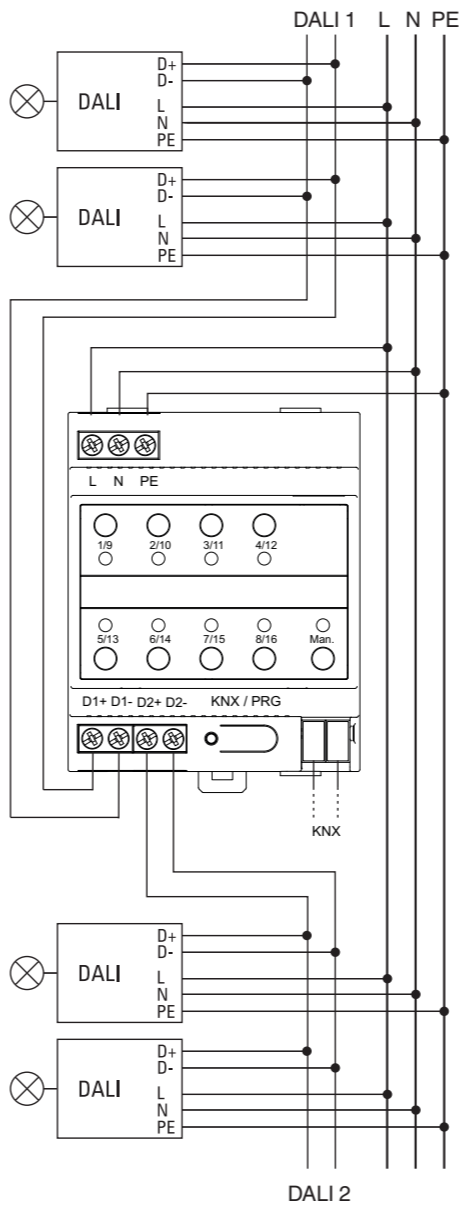 DALI 1 L N PE
D+
D-
DALI
L
N
PE
D+
D-
DALI
L
N
PE
L N PE
1/9 2/10 3/11 4/12
5/13 6/14 7/15 8/16 Man.
D1+ D1- D2+ D2- KNX / PRG
KNX
D+
D-
DALI
L
N
PE
D+
D-
DALI
L
N
PE
DALI 2